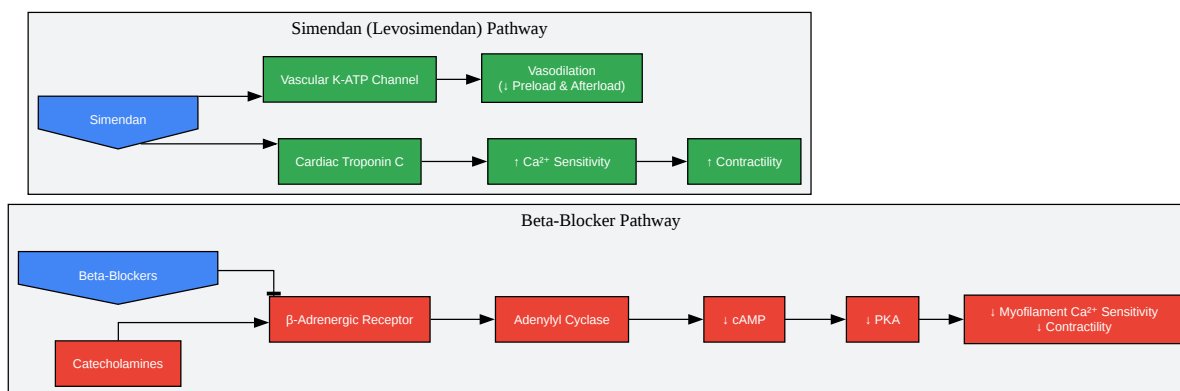 Simendan (Levosimendan) Pathway
Vascular K-ATP Channel
Vasodilation
(↓ Preload & Afterload)
Simendan
Cardiac Troponin C
↑ Ca²⁺ Sensitivity
↑ Contractility
Beta-Blocker Pathway
Beta-Blockers
β-Adrenergic Receptor
Adenylyl Cyclase
↓ cAMP
↓ PKA
↓ Myofilament Ca²⁺ Sensitivity
↓ Contractility
Catecholamines